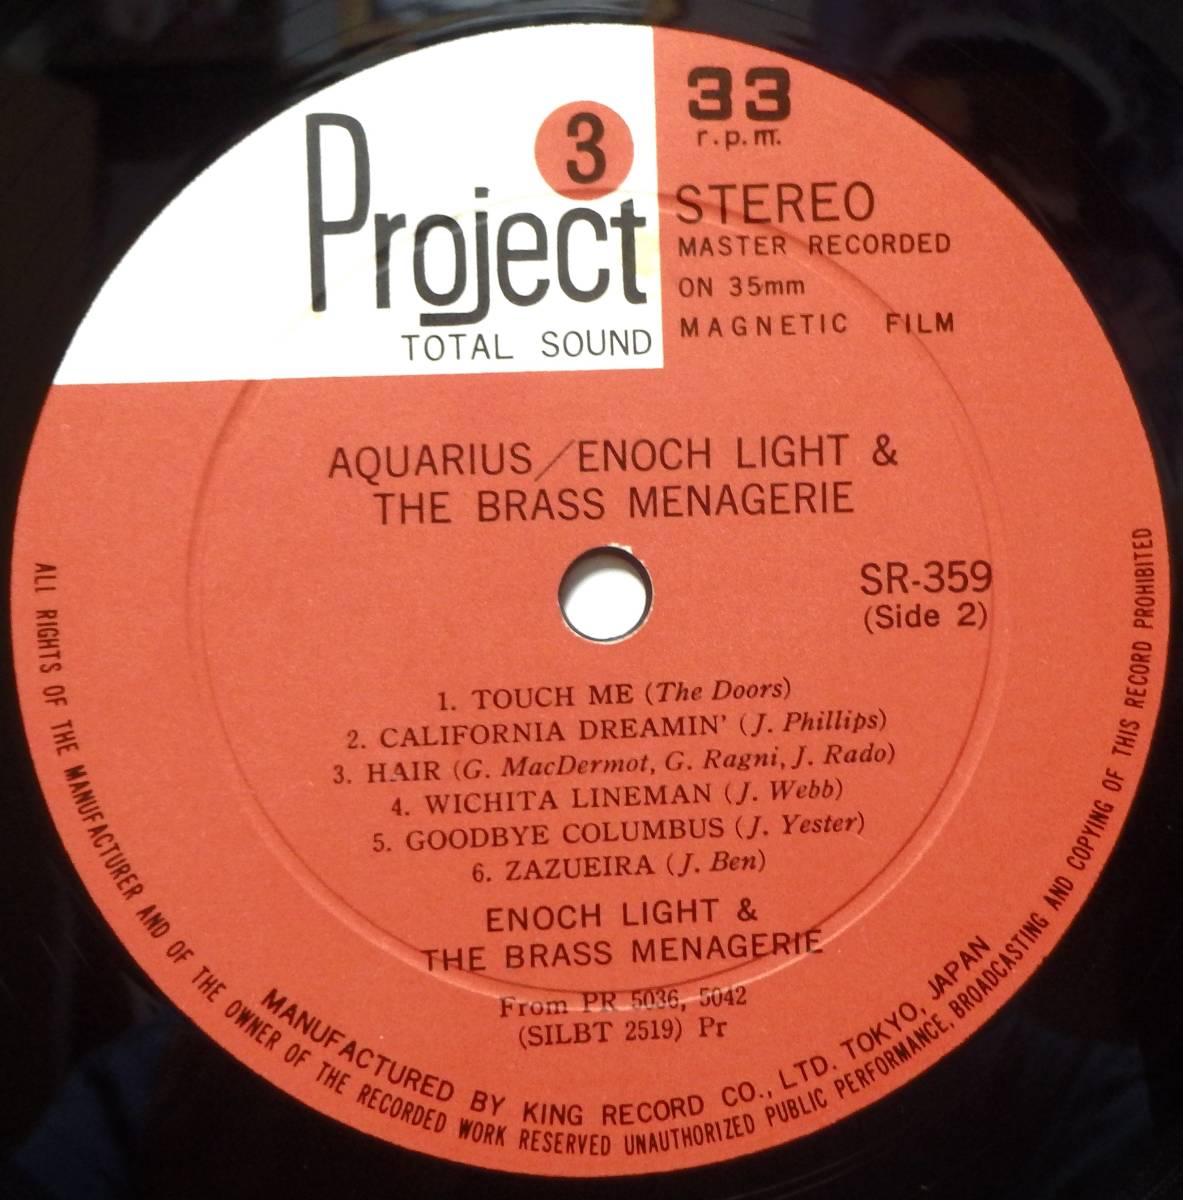 3
Project
TOTAL SOUND
33
r.p.m.
STEREO
MASTER RECORDED
ON 35mm
MAGNETIC FILM
AQUARIUS/ENOCH LIGHT &
THE BRASS MENAGERIE
SR-359
(Side 2)
1. TOUCH ME (The Doors)
2. CALIFORNIA DREAMIN' (J. Phillips)
3. HAIR (G. MacDermot, G. Ragni, J. Rado)
4. WICHITA LINEMAN (J. Webb)
5. GOODBYE COLUMBUS (J. Yester)
6. ZAZUEIRA (J. Ben)
ENOCH LIGHT &
THE BRASS MENAGERIE
From PR 5036, 5042
(SILBT 2519) Pr
MANUFACTURED BY KING RECORD CO., LTD. TOKYO, JAPAN
ALL RIGHTS OF THE MANUFACTURER AND OF THE OWNER OF THE RECORDED WORK RESERVED UNAUTHORIZED PUBLIC PERFORMANCE, BROADCASTING AND COPYING OF THIS RECORD PROHIBITED